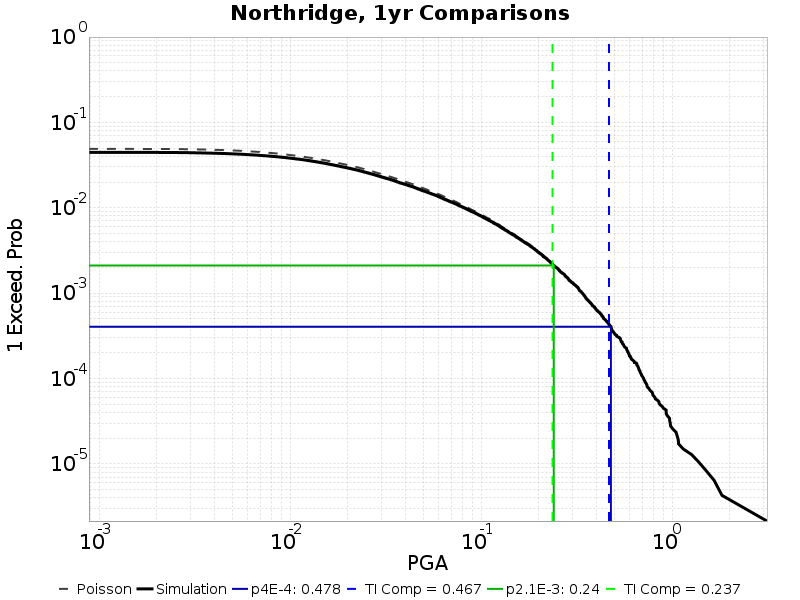 Northridge, 1yr Comparisons
1 Exceed. Prob
10^0
10^-1
10^-2
10^-3
10^-4
10^-5
10^-3 10^-2 10^-1 10^0
PGA
Poisson Simulation p4E-4: 0.478 TI Comp = 0.467 p2.1E-3: 0.24 TI Comp = 0.237